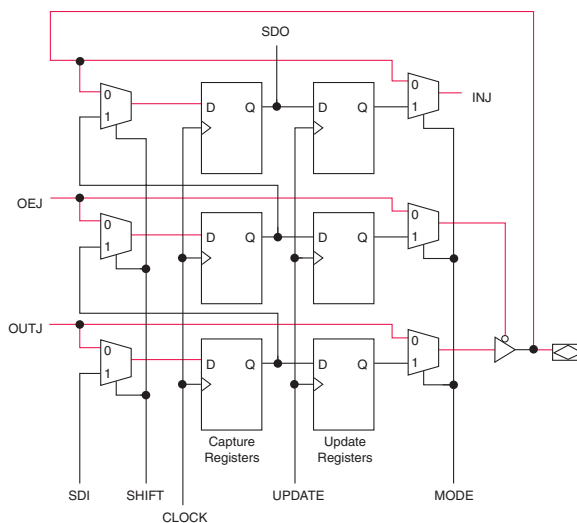 SDO
0
1
D Q
D Q
0
1
INJ
OEJ
0
1
D Q
D Q
0
1
OUTJ
0
1
D Q
D Q
0
1
Capture
Registers
Update
Registers
SDI
SHIFT
CLOCK
UPDATE
MODE